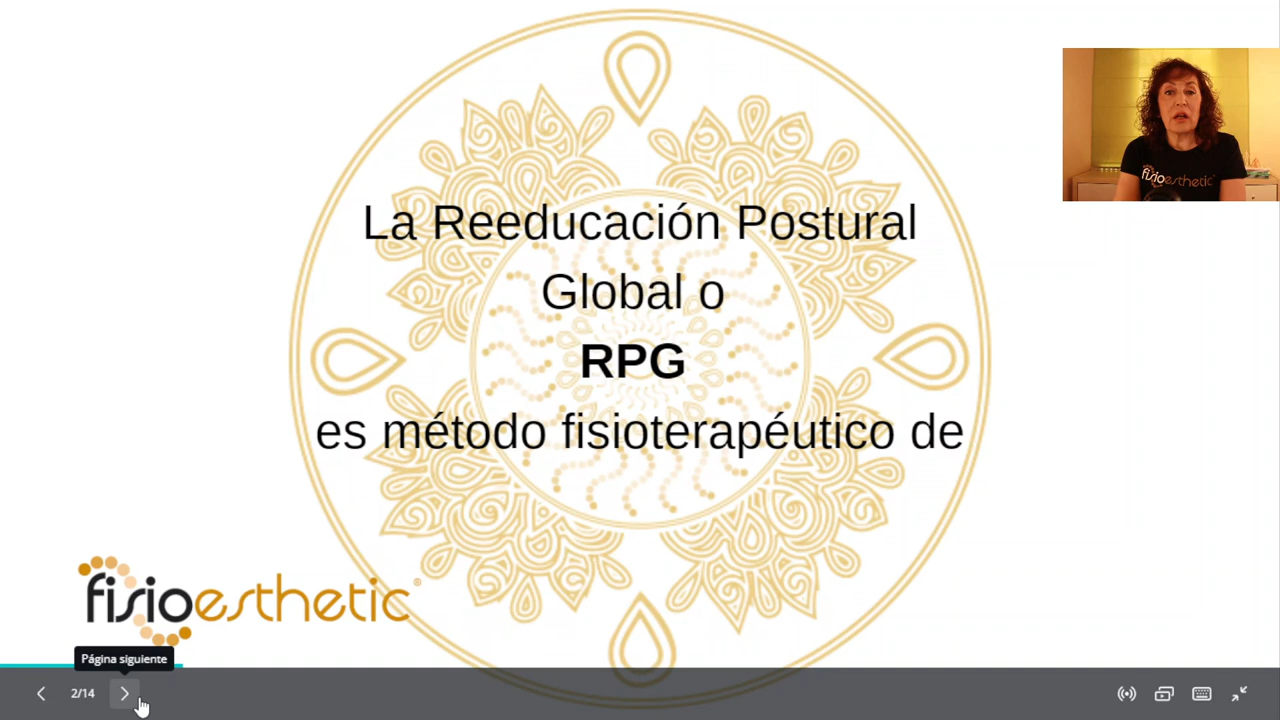 La Reeducación Postural
Global o
RPG
es método fisioterapéutico de
fisioesthetic
fisioesthetic®
Página siguiente
2/14